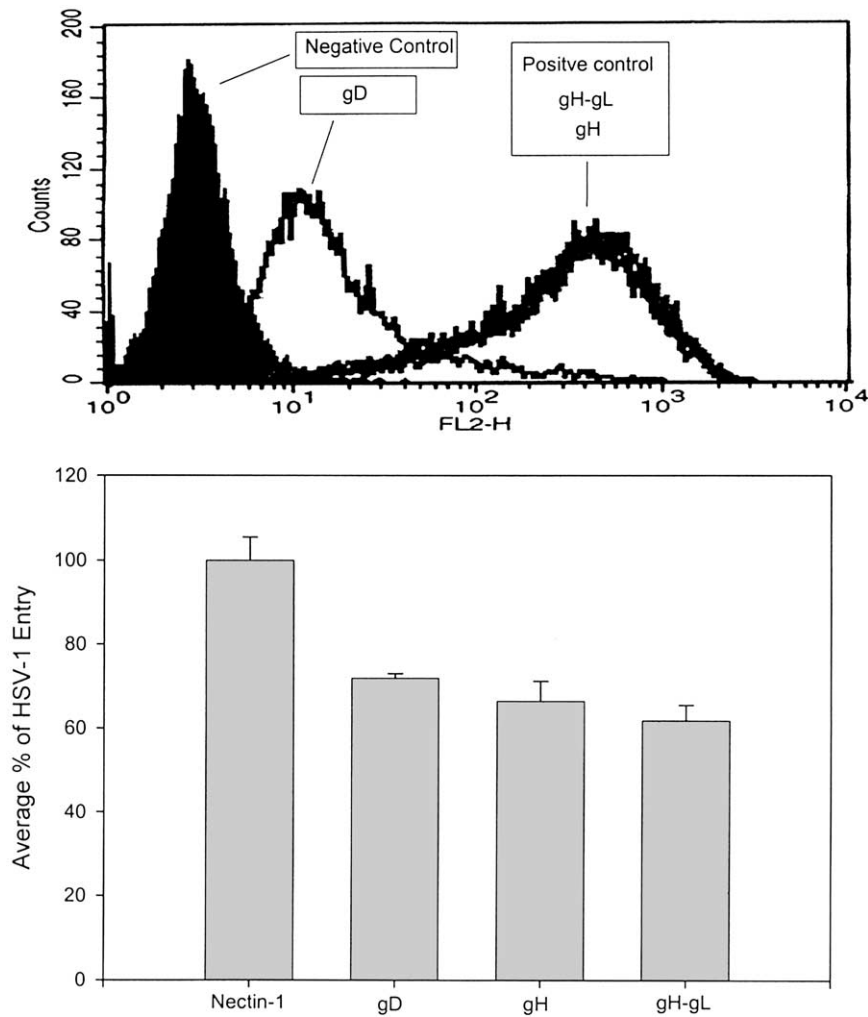 200
160
120
80
40
0
Counts
Negative Control
gD
Positve control
gH-gL
gH
10^0 10^1 10^2 10^3 10^4
FL2-H
120
100
80
60
40
20
0
Average % of HSV-1 Entry
Nectin-1 gD gH gH-gL